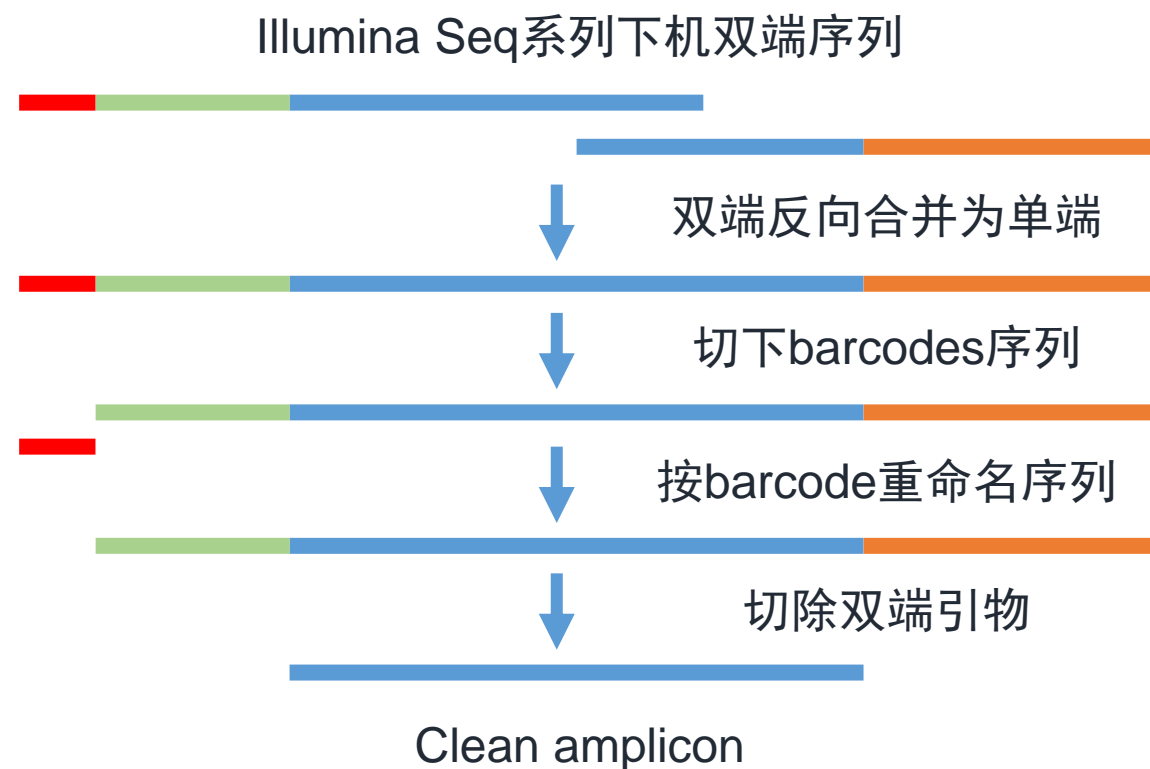 Illumina Seq系列下机双端序列
双端反向合并为单端
切下barcodes序列
按barcode重命名序列
切除双端引物
Clean amplicon